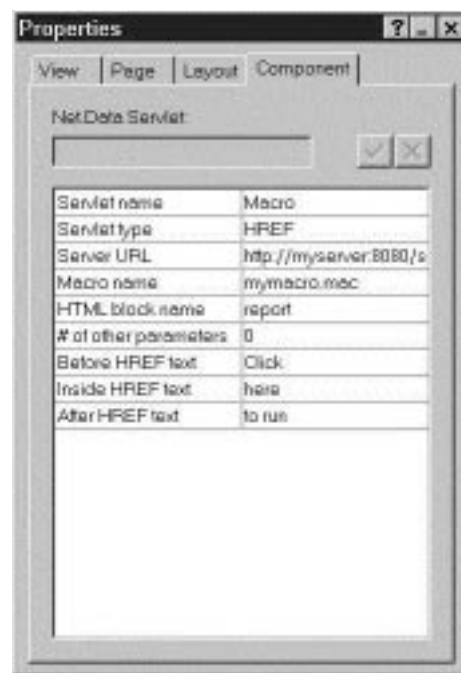 Properties ? - ×
View Page Layout Component
Net.Data Servlet:
Servlet name Macro
Servlet type HREF
Server URL http://myserver:8080/s
Macro name mymacro.mac
HTML block name report
# of other parameters 0
Before HREF text Click
Inside HREF text here
After HREF text to run